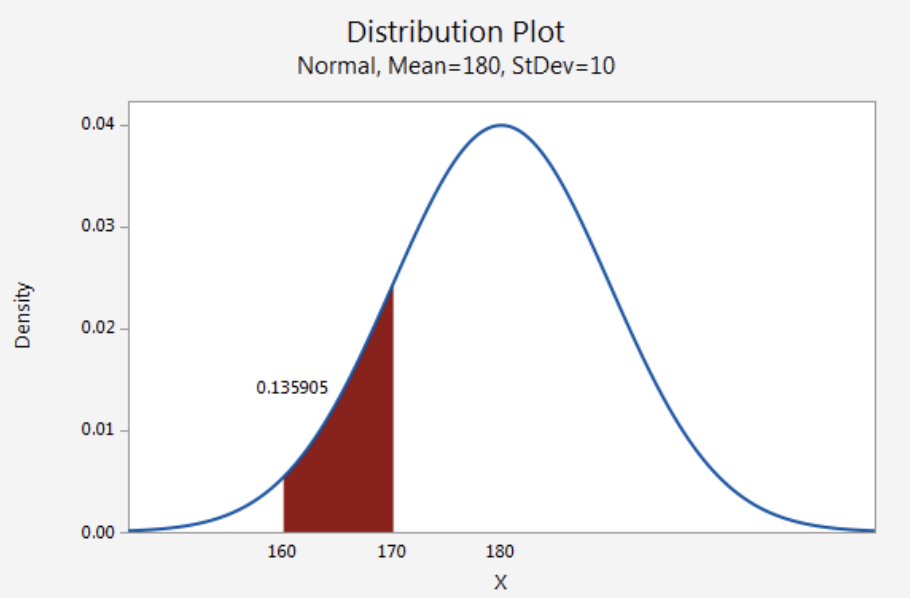 Distribution Plot
Normal, Mean=180, StDev=10
0.04
0.03
0.02
0.01
0.00
Density
0.135905
160 170 180
X